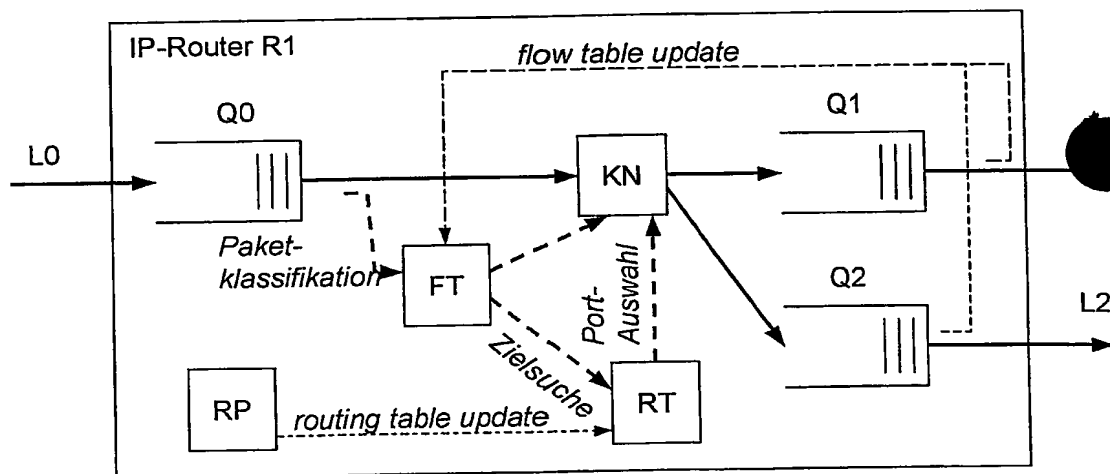 IP-Router R1
flow table update
Q0
Q1
L0
KN
Paket-
klassifikation
FT
Port-
Auswahl
Q2
L2
Zielsuche
RP
routing table update
RT